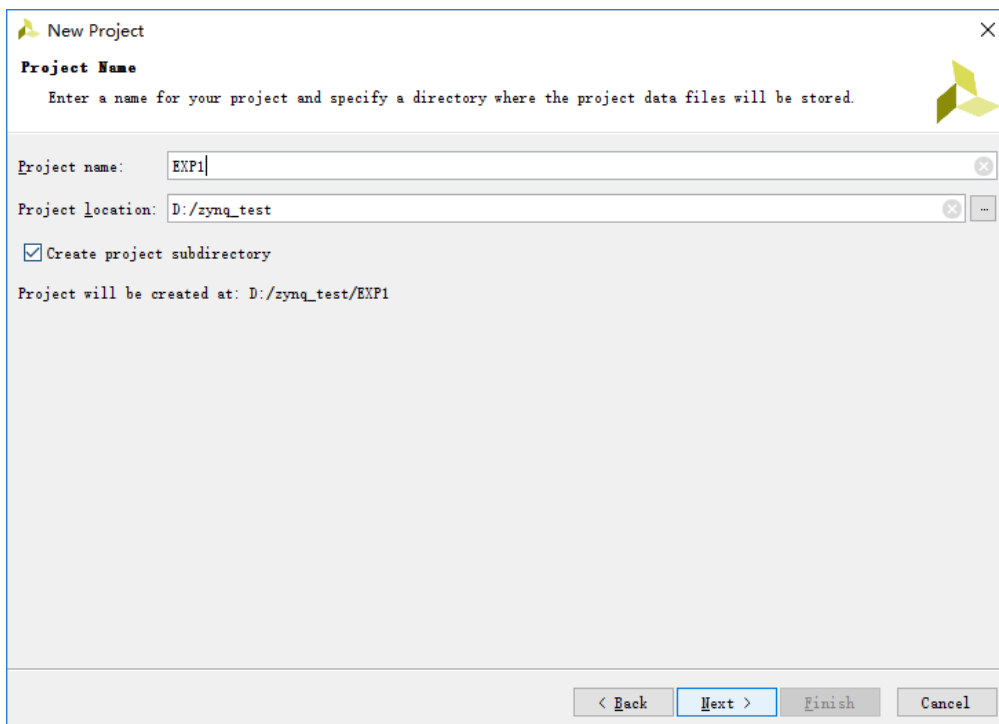 New Project
Project Name
Enter a name for your project and specify a directory where the project data files will be stored.
Project name: EXP1
Project location: D:/zynq_test ...
Create project subdirectory
Project will be created at: D:/zynq_test/EXP1
< Back Next > Finish Cancel